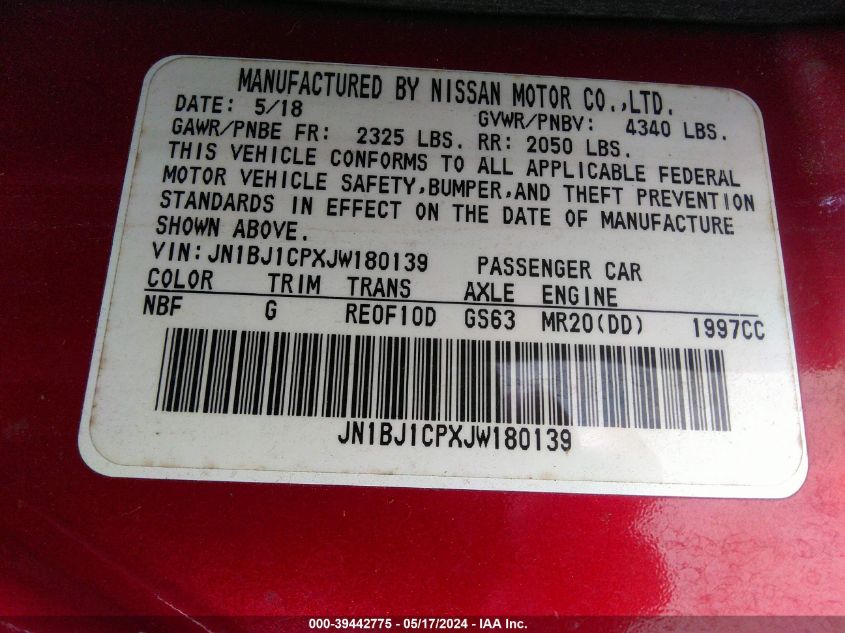 MANUFACTURED BY NISSAN MOTOR CO.,LTD.
DATE: 5/18 GVWR/PNBV: 4340 LBS.
GAWR/PNBE FR: 2325 LBS. RR: 2050 LBS.
THIS VEHICLE CONFORMS TO ALL APPLICABLE FEDERAL
MOTOR VEHICLE SAFETY,BUMPER,AND THEFT PREVENTION
STANDARDS IN EFFECT ON THE DATE OF MANUFACTURE
SHOWN ABOVE.
VIN:JN1BJ1CPXJW180139 PASSENGER CAR
COLOR TRIM TRANS AXLE ENGINE
NBF G REOF10D GS63 MR20(DD) 1997CC
JN1BJ1CPXJW180139
000-39442775 - 05/17/2024 - IAA Inc.